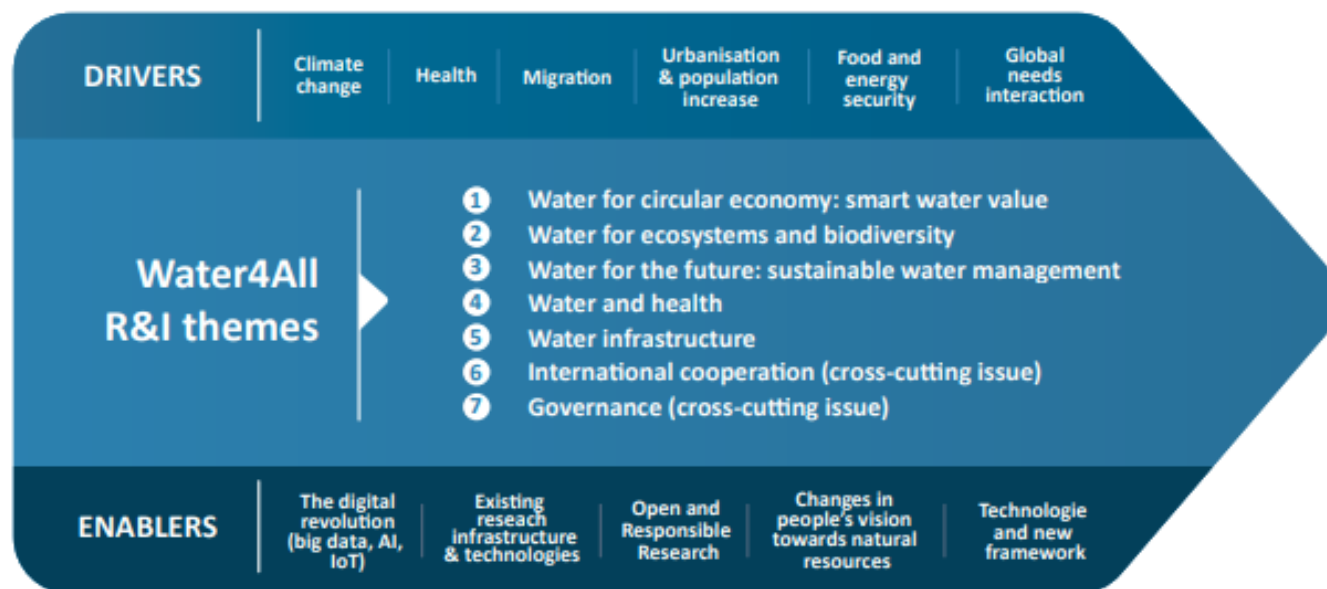 DRIVERS
Climate
change
Health
Migration
Urbanisation
& population
increase
Food and
energy
security
Global
needs
interaction
Water4All
R&I themes
1 Water for circular economy: smart water value
2 Water for ecosystems and biodiversity
3 Water for the future: sustainable water management
4 Water and health
5 Water infrastructure
6 International cooperation (cross-cutting issue)
7 Governance (cross-cutting issue)
ENABLERS
The digital
revolution
(big data, AI,
IoT)
Existing
reseach
infrastructure
& technologies
Open and
Responsible
Research
Changes in
people's vision
towards natural
resources
Technologie
and new
framework